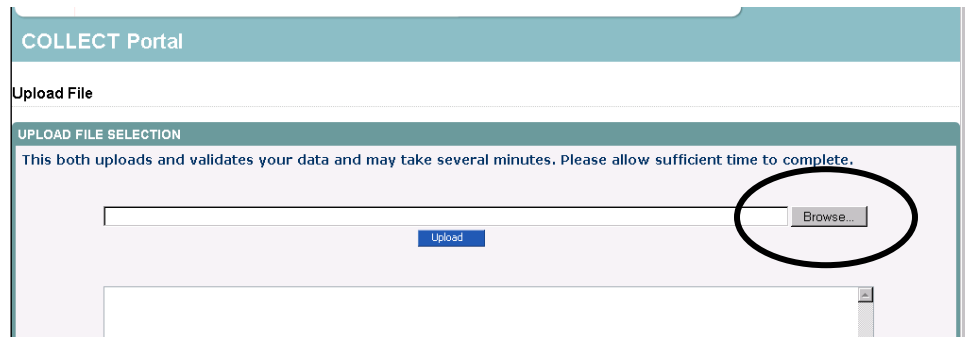 COLLECT Portal
Upload File
UPLOAD FILE SELECTION
This both uploads and validates your data and may take several minutes. Please allow sufficient time to complete.
Browse...
Upload